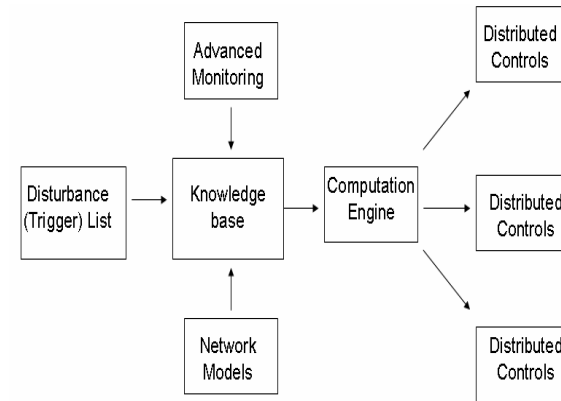 Advanced
Monitoring
Distributed
Controls
Disturbance
(Trigger) List
Knowledge
base
Computation
Engine
Distributed
Controls
Network
Models
Distributed
Controls